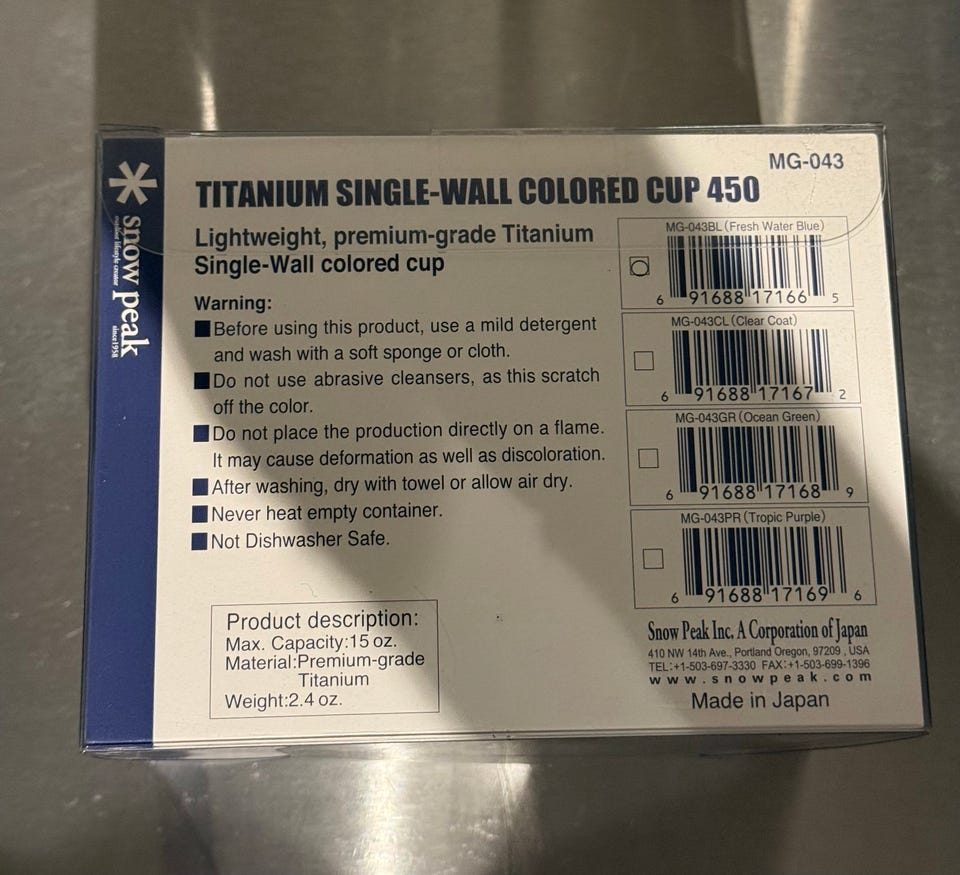 snow peak
outdoor lifestyle creator
since1958
MG-043
TITANIUM SINGLE-WALL COLORED CUP 450
Lightweight, premium-grade Titanium
Single-Wall colored cup
Warning:
Before using this product, use a mild detergent
and wash with a soft sponge or cloth.
Do not use abrasive cleansers, as this scratch
off the color.
Do not place the production directly on a flame.
It may cause deformation as well as discoloration.
After washing, dry with towel or allow air dry.
Never heat empty container.
Not Dishwasher Safe.
Product description:
Max. Capacity:15 oz.
Material:Premium-grade
Titanium
Weight:2.4 oz.
MG-043BL (Fresh Water Blue)
6 91688 17166 5
MG-043CL (Clear Coat)
6 91688 17167 2
MG-043GR (Ocean Green)
6 91688 17168 9
MG-043PR (Tropic Purple)
6 91688 17169 6
Snow Peak Inc. A Corporation of Japan
410 NW 14th Ave., Portland Oregon, 97209 , USA
TEL:+1-503-697-3330 FAX:+1-503-699-1396
www.snowpeak.com
Made in Japan